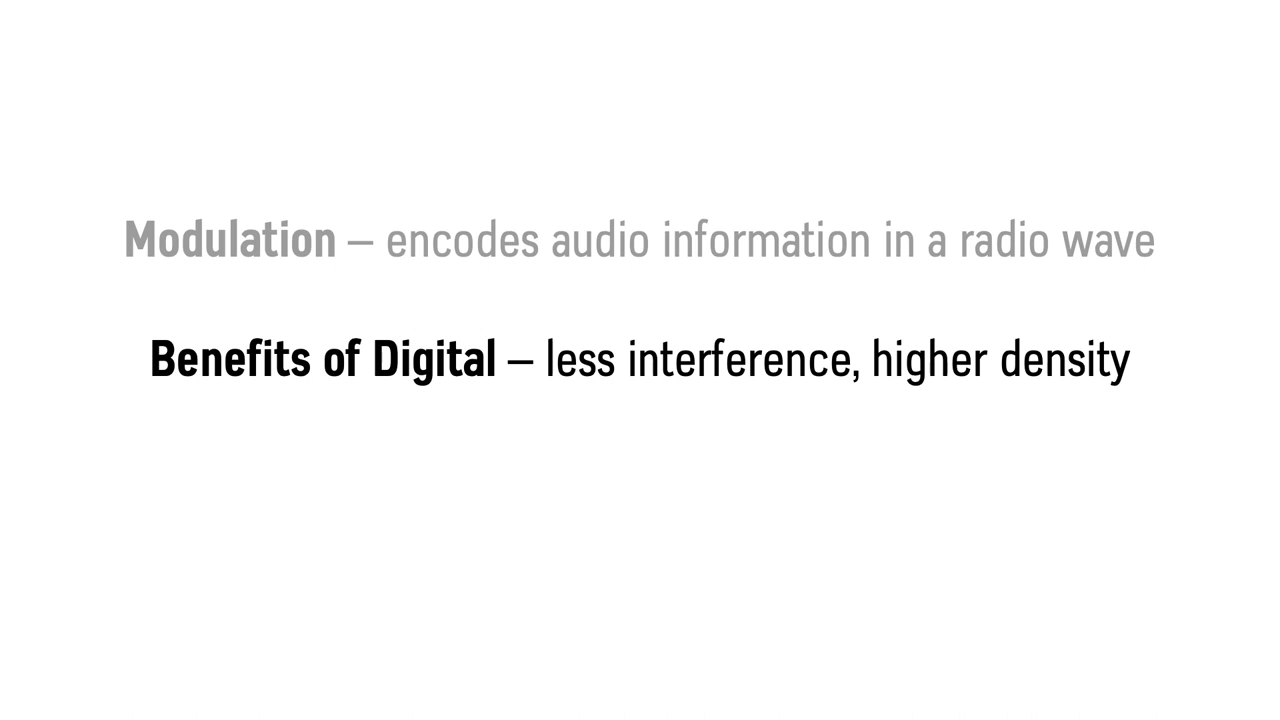 Modulation – encodes audio information in a radio wave
Benefits of Digital – less interference, higher density